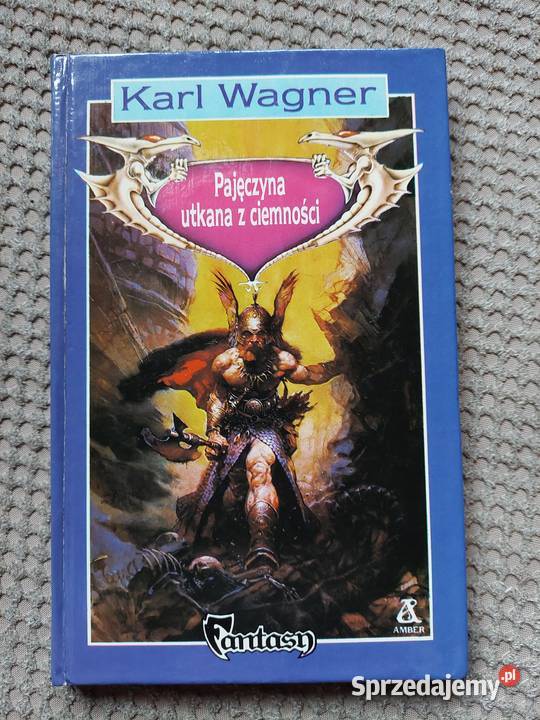 Karl Wagner
Pajęczyna
utkana z ciemności
Fantasy
AMBER
Sprzedajemy.pl